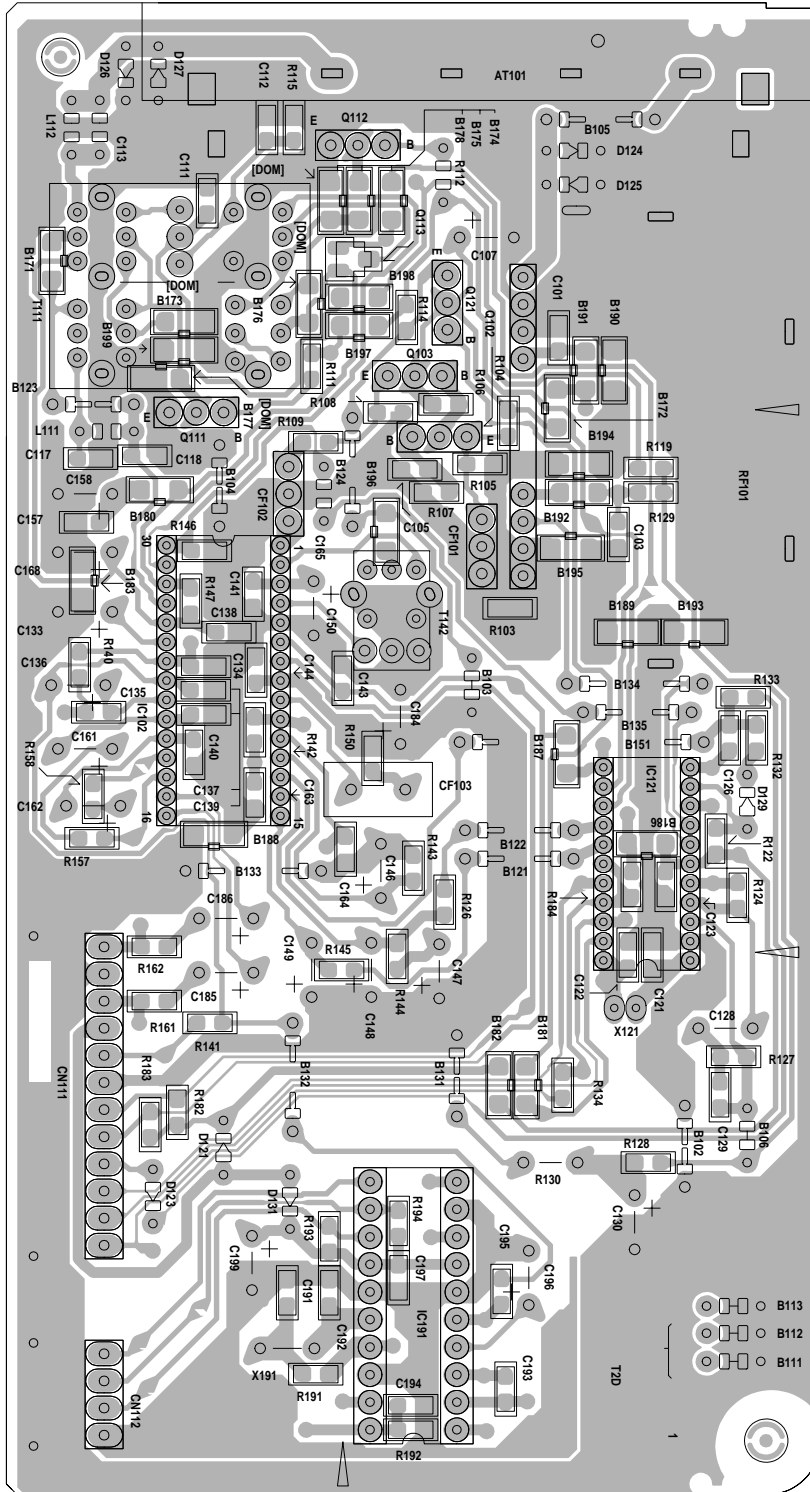 D126
D127
C112
R115
AT101
L112
C113
E
Q112
B
B178
B175
B174
B105
D124
D125
C111
[DOM]
R112
Q113
C107
B171
T111
[DOM]
[DOM]
B173
B176
B198
R114
E
Q121
B
Q102
C101
B191
B190
B199
B197
R111
Q103
E
B
R104
B123
R108
R106
B172
L111
E
Q111
B
B177
[DOM]
R109
B
E
B194
R119
C117
C118
C158
B104
CF102
B124
B196
R107
R105
RF101
B180
C157
R146
C165
C105
CF101
B192
R129
C103
B195
30
1
C168
B183
R147
C141
C138
C150
T142
R103
B189
B193
C133
C136
R140
C134
C144
C143
B103
B134
R133
C135
IC102
C184
B135
C161
R158
C140
R142
R150
B187
B151
IC121
C126
R132
C162
C137
C139
C163
CF103
D129
16
15
R157
B188
B122
B186
R122
B133
C164
C146
R143
B121
R184
R124
C186
R126
C123
R162
C149
R145
R144
C147
C122
C121
C185
C148
X121
C128
R161
R141
CN111
R183
R182
B132
B131
B182
B181
R134
R127
D121
C129
B106
B102
R128
R130
D123
D131
R194
R193
C195
C130
C199
C191
C197
C196
IC191
C192
B113
B112
B111
X191
R191
C194
C193
T2D
CN112
R192
1